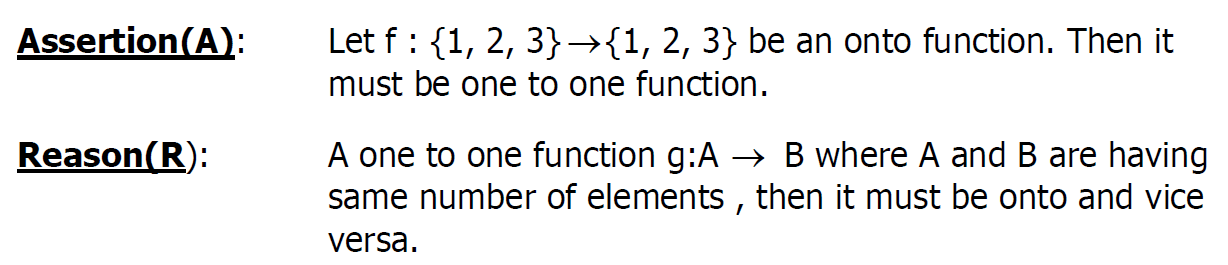 Assertion(A): Let f : {1, 2, 3}→{1, 2, 3} be an onto function. Then it
must be one to one function.
Reason(R): A one to one function g:A → B where A and B are having
same number of elements , then it must be onto and vice
versa.